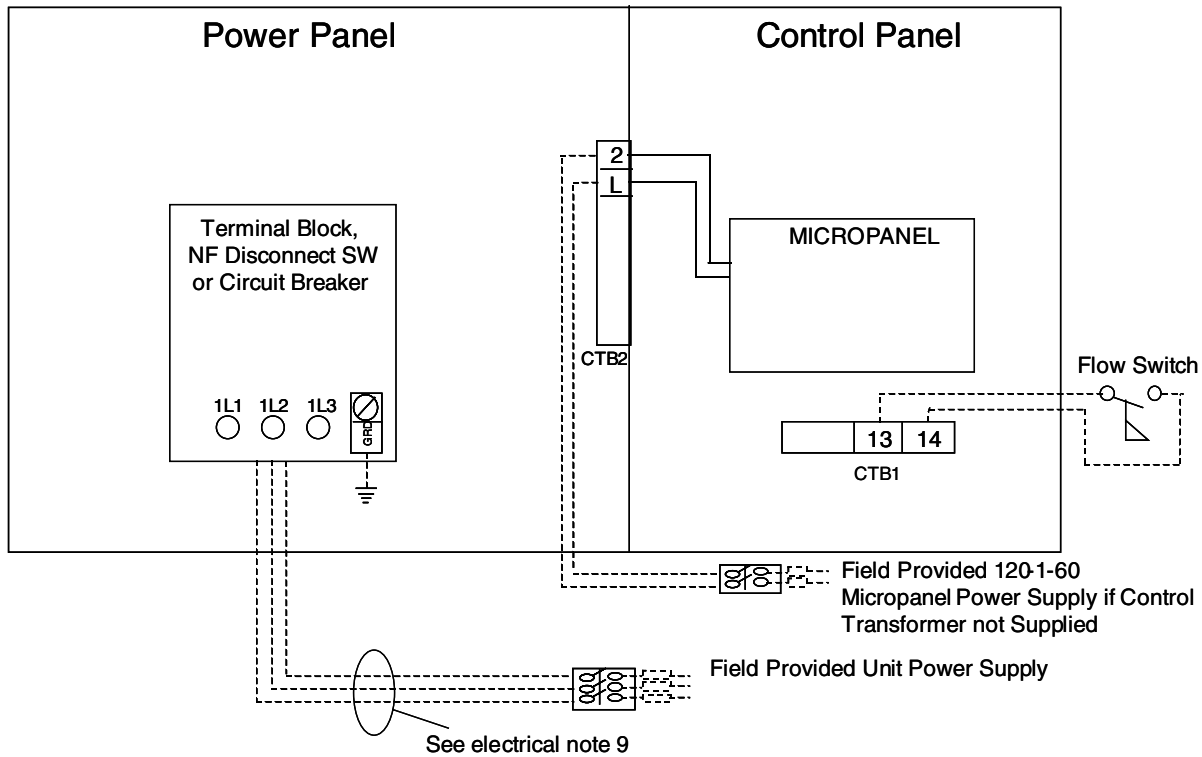 Power Panel
Control Panel
2
L
Terminal Block,
NF Disconnect SW
or Circuit Breaker
MICROPANEL
CTB2
Flow Switch
1L1 1L2 1L3
GRD
13 14
CTB1
Field Provided 120-1-60
Micropanel Power Supply if Control
Transformer not Supplied
Field Provided Unit Power Supply
See electrical note 9